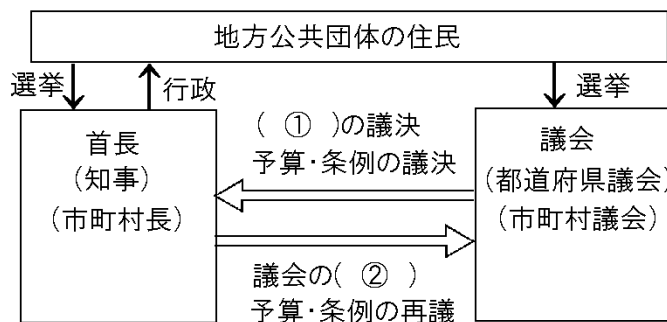 地方公共団体の住民
選挙
行政
選挙
首長
(知事)
(市町村長)
( ① )の議決
予算・条例の議決
議会
(都道府県議会)
(市町村議会)
議会の( ② )
予算・条例の再議